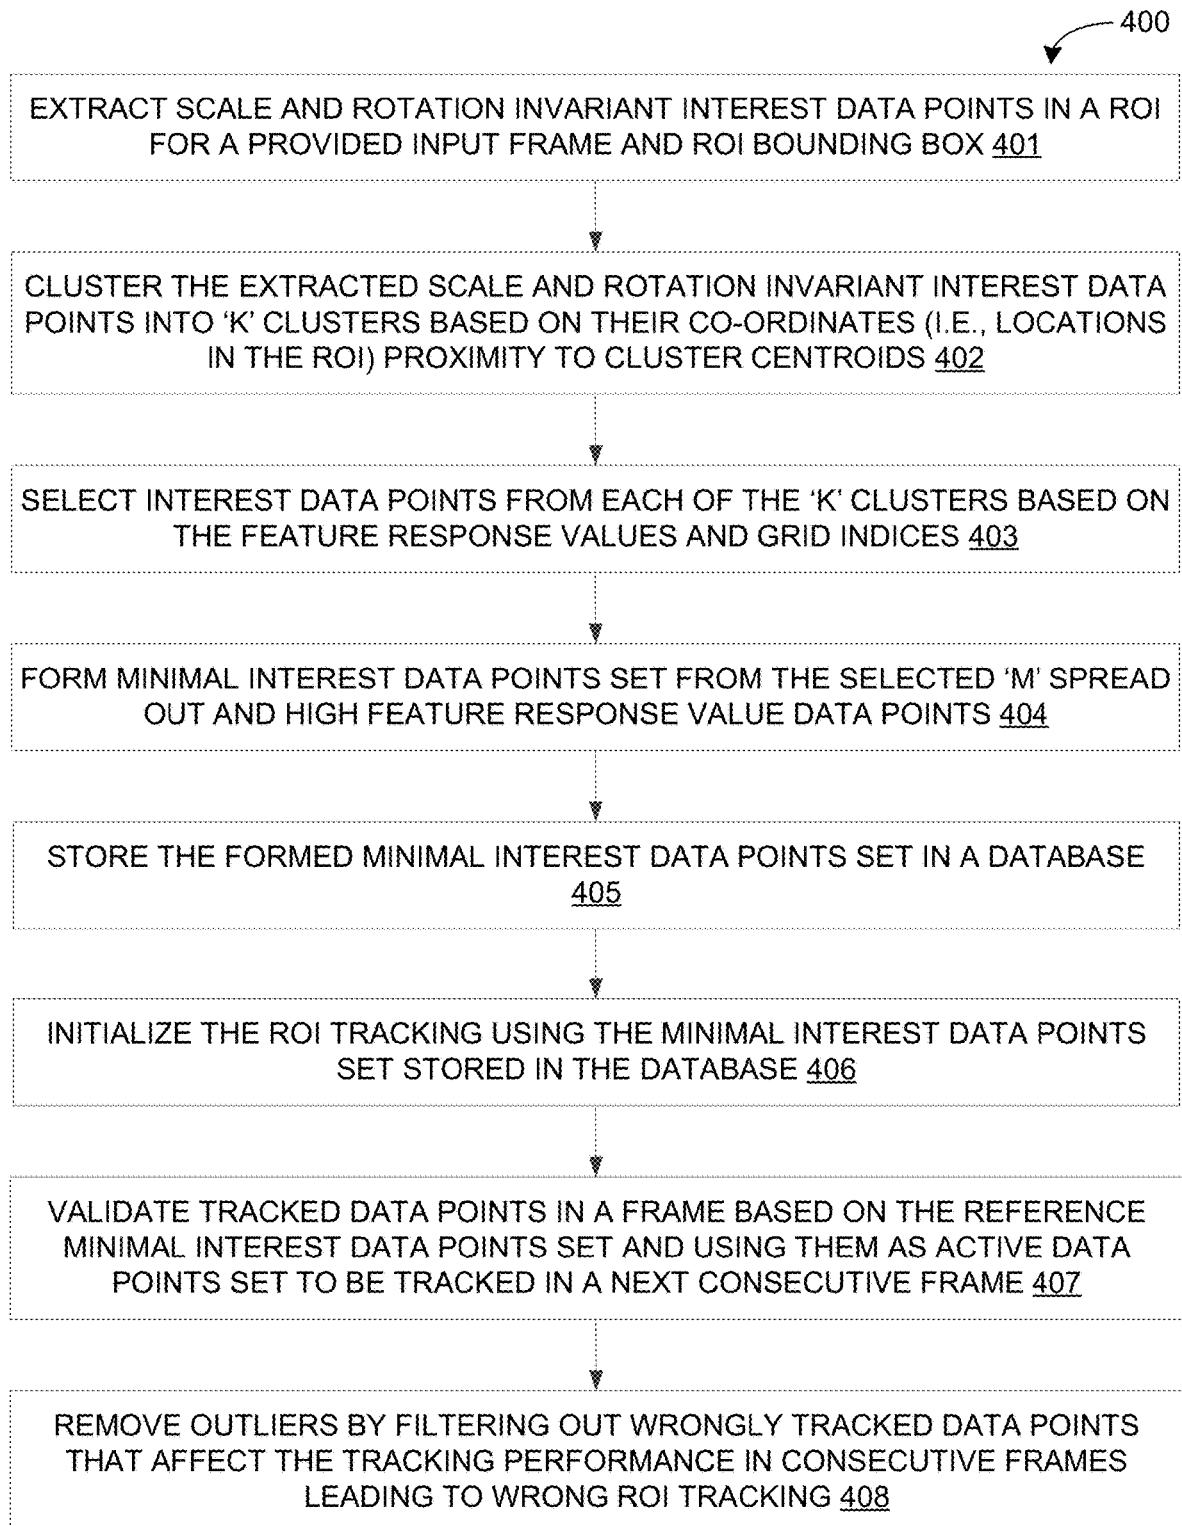 400
EXTRACT SCALE AND ROTATION INVARIANT INTEREST DATA POINTS IN A ROI
FOR A PROVIDED INPUT FRAME AND ROI BOUNDING BOX 401
CLUSTER THE EXTRACTED SCALE AND ROTATION INVARIANT INTEREST DATA
POINTS INTO ‘K’ CLUSTERS BASED ON THEIR CO-ORDINATES (I.E., LOCATIONS
IN THE ROI) PROXIMITY TO CLUSTER CENTROIDS 402
SELECT INTEREST DATA POINTS FROM EACH OF THE ‘K’ CLUSTERS BASED ON
THE FEATURE RESPONSE VALUES AND GRID INDICES 403
FORM MINIMAL INTEREST DATA POINTS SET FROM THE SELECTED ‘M’ SPREAD
OUT AND HIGH FEATURE RESPONSE VALUE DATA POINTS 404
STORE THE FORMED MINIMAL INTEREST DATA POINTS SET IN A DATABASE
405
INITIALIZE THE ROI TRACKING USING THE MINIMAL INTEREST DATA POINTS
SET STORED IN THE DATABASE 406
VALIDATE TRACKED DATA POINTS IN A FRAME BASED ON THE REFERENCE
MINIMAL INTEREST DATA POINTS SET AND USING THEM AS ACTIVE DATA
POINTS SET TO BE TRACKED IN A NEXT CONSECUTIVE FRAME 407
REMOVE OUTLIERS BY FILTERING OUT WRONGLY TRACKED DATA POINTS
THAT AFFECT THE TRACKING PERFORMANCE IN CONSECUTIVE FRAMES
LEADING TO WRONG ROI TRACKING 408